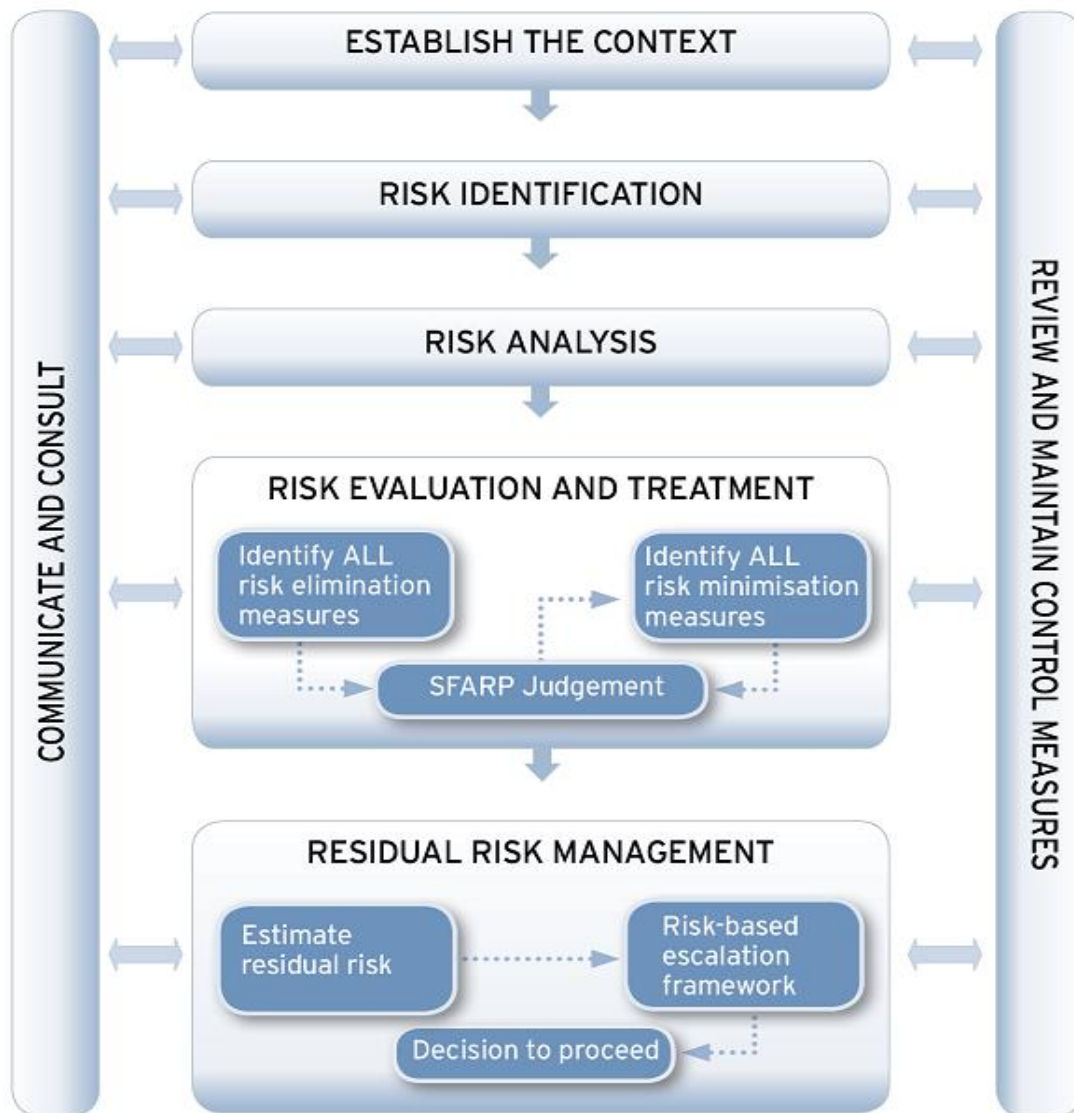 ESTABLISH THE CONTEXT
RISK IDENTIFICATION
RISK ANALYSIS
COMMUNICATE AND CONSULT
REVIEW AND MAINTAIN CONTROL MEASURES
RISK EVALUATION AND TREATMENT
Identify ALL
risk elimination
measures
Identify ALL
risk minimisation
measures
SFARP Judgement
RESIDUAL RISK MANAGEMENT
Estimate
residual risk
Risk-based
escalation
framework
Decision to proceed